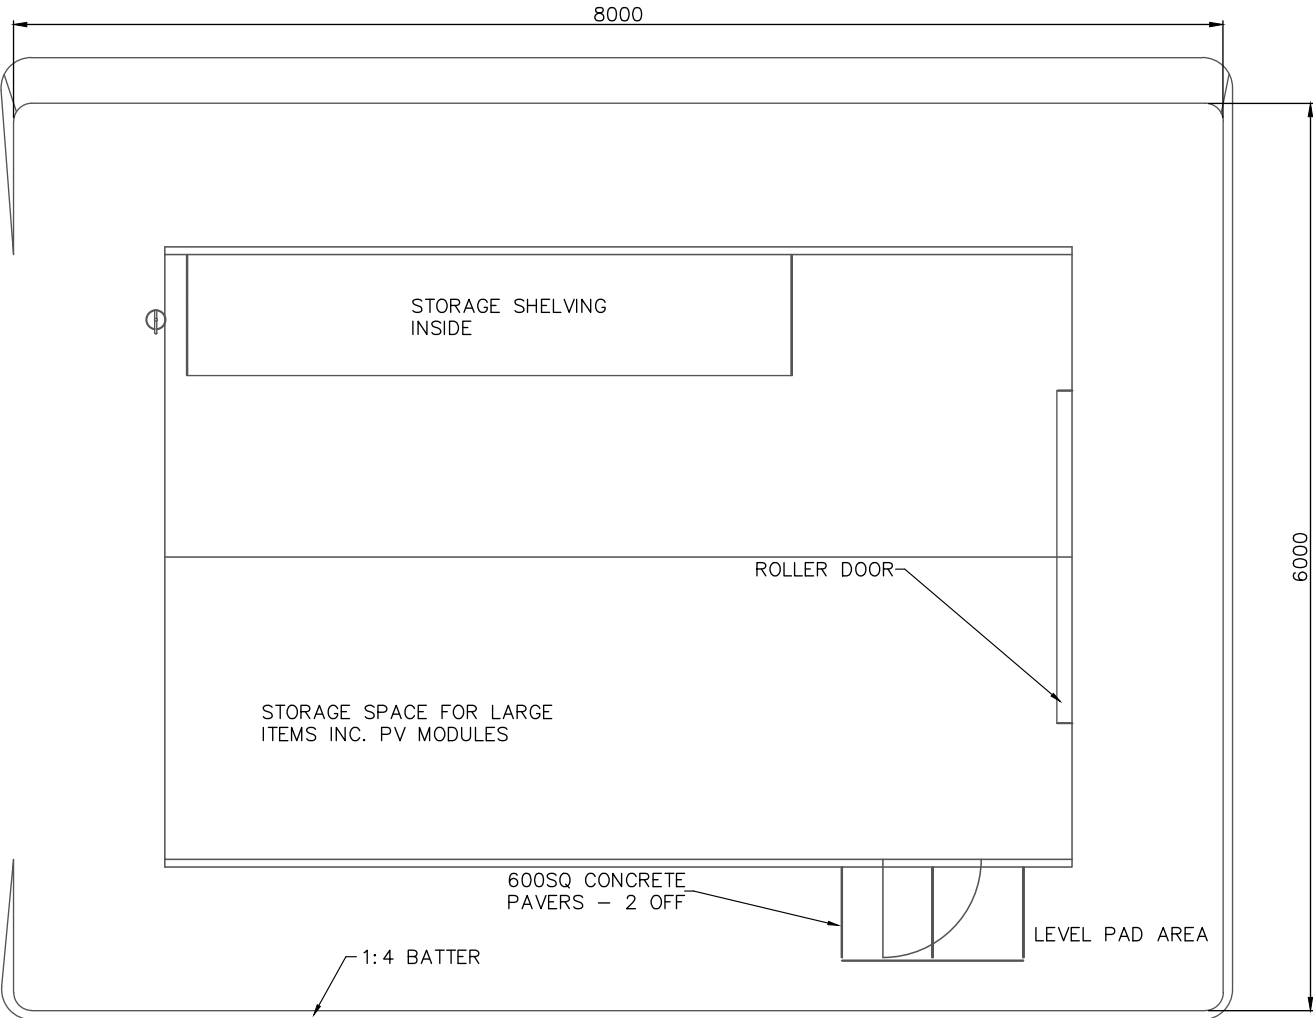 8000
STORAGE SHELVING
INSIDE
6000
ROLLER DOOR
STORAGE SPACE FOR LARGE
ITEMS INC. PV MODULES
600SQ CONCRETE
PAVERS – 2 OFF
LEVEL PAD AREA
1:4 BATTER